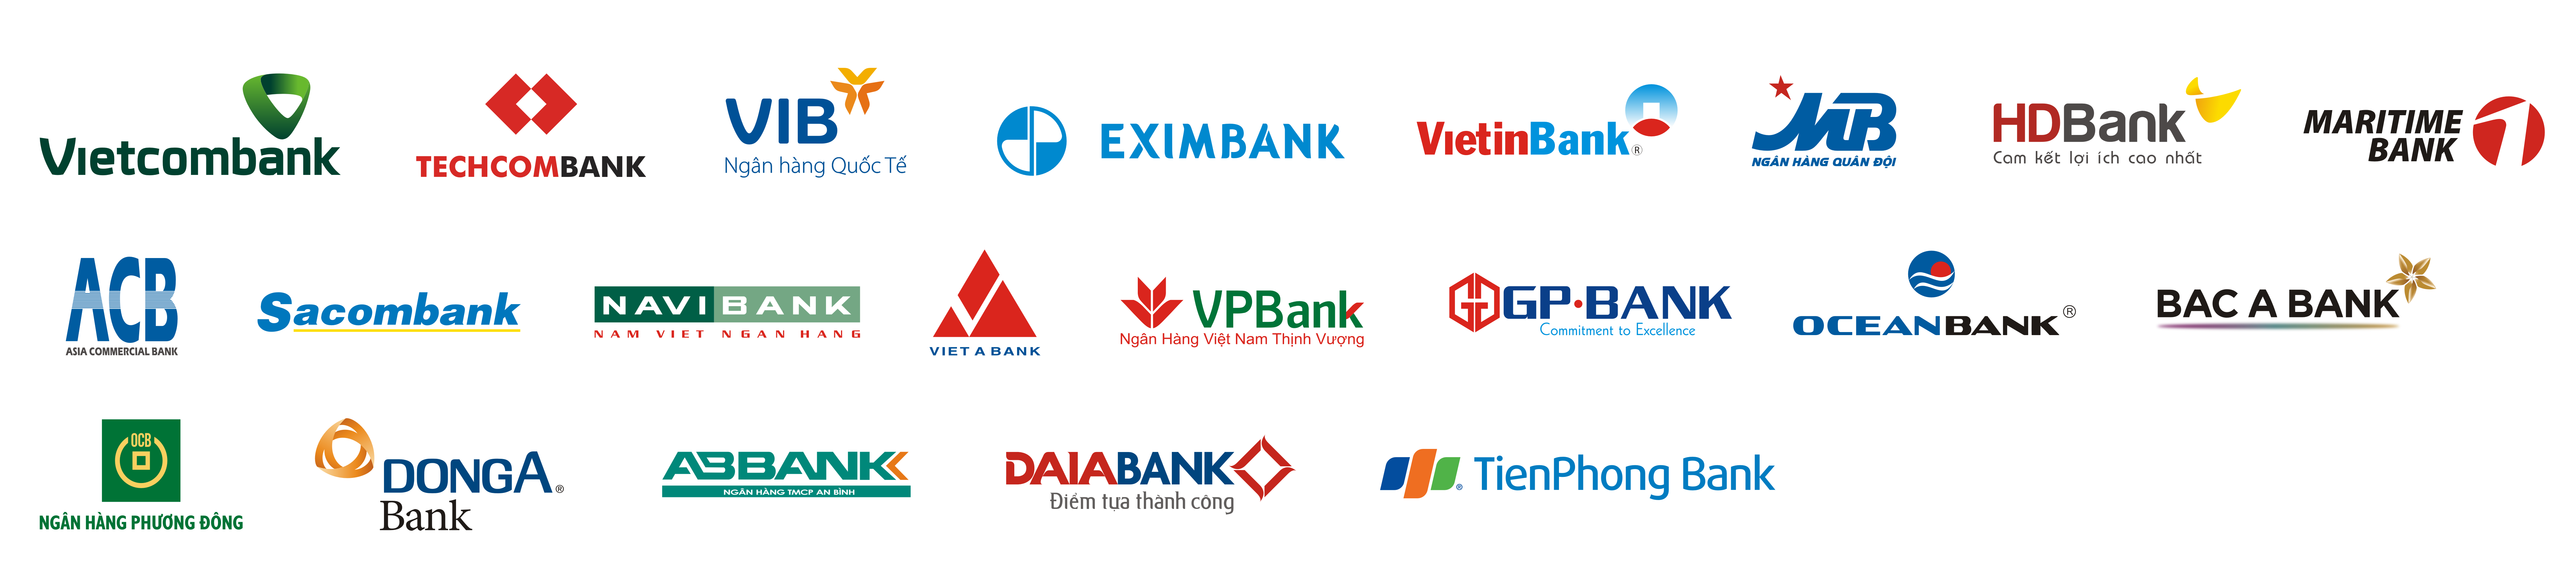 Vietcombank
TECHCOMBANK
VIB
Ngân hàng Quốc Tế
EXIMBANK
VietinBank®
MB
NGÂN HÀNG QUÂN ĐỘI
HDBank
Cam kết lợi ích cao nhất
MARITIME
BANK
ACB
ASIA COMMERCIAL BANK
Sacombank
NAVIBANK
NAM VIET NGAN HANG
VIET A BANK
VPBank
Ngân Hàng Việt Nam Thịnh Vượng
GP·BANK
Commitment to Excellence
OCEANBANK®
BAC A BANK
OCB
NGÂN HÀNG PHƯƠNG ĐÔNG
DONGA®
Bank
ABBANK
NGÂN HÀNG TMCP AN BÌNH
DAIABANK
Điểm tựa thành công
® TienPhong Bank